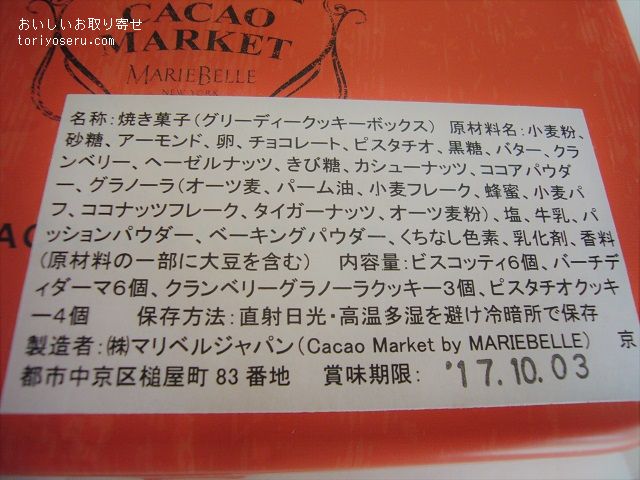 おいしいお取り寄せ
toriyoseru.com
CACAO
MARKET
MARIEBELLE
NEW YORK
名称:焼き菓子(グリーディークッキーボックス) 原材料名:小麦粉、
砂糖、アーモンド、卵、チョコレート、ピスタチオ、黒糖、バター、クラ
ンベリー、ヘーゼルナッツ、きび糖、カシューナッツ、ココアパウダ
ー、グラノーラ(オーツ麦、パーム油、小麦フレーク、蜂蜜、小麦パ
フ、ココナッツフレーク、タイガーナッツ、オーツ麦粉)、塩、牛乳、パ
ッションパウダー、ベーキングパウダー、くちなし色素、乳化剤、香料
(原材料の一部に大豆を含む) 内容量:ビスコッティ6個、バーチデ
ィダーマ6個、クランベリーグラノーラクッキー3個、ピスタチオクッキ
ー4個 保存方法:直射日光・高温多湿を避け冷暗所で保存
製造者:㈱マリベルジャパン(Cacao Market by MARIEBELLE) 京
都市中京区槌屋町83番地 賞味期限: '17.10.03